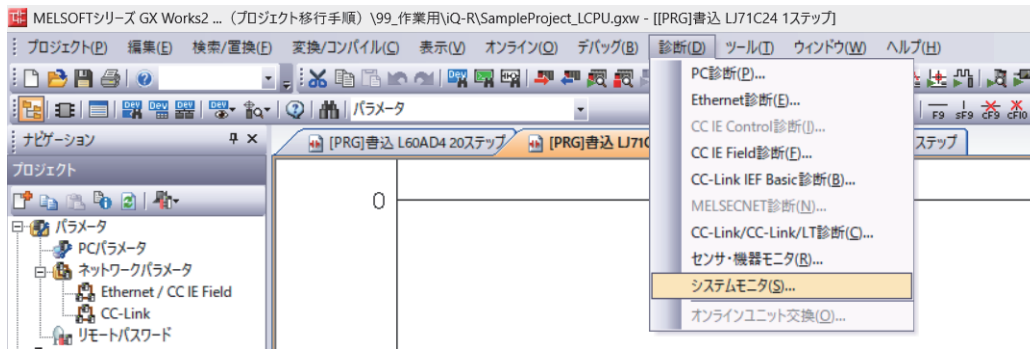 MELSOFTシリーズ GX Works2 ...（プロジェクト移行手順）\99_作業用\iQ-R\SampleProject_LCPU.gxw - [[PRG]書込 LJ71C24 1ステップ]
プロジェクト(P) 編集(E) 検索/置換(F) 変換/コンパイル(C) 表示(V) オンライン(O) デバッグ(B) 診断(D) ツール(T) ウィンドウ(W) ヘルプ(H)
パラメータ
F9 sF9 cF9 cF10
ナビゲーション
[PRG]書込 L60AD4 20ステップ
[PRG]書込 LJ71C
ステップ
プロジェクト
パラメータ
PCパラメータ
ネットワークパラメータ
Ethernet / CC IE Field
CC-Link
リモートパスワード
0
PC診断(P)...
Ethernet診断(E)...
CC IE Control診断(I)...
CC IE Field診断(F)...
CC-Link IEF Basic診断(B)...
MELSECNET診断(N)...
CC-Link/CC-Link/LT診断(C)...
センサ・機器モニタ(R)...
システムモニタ(S)...
オンラインユニット交換(O)...